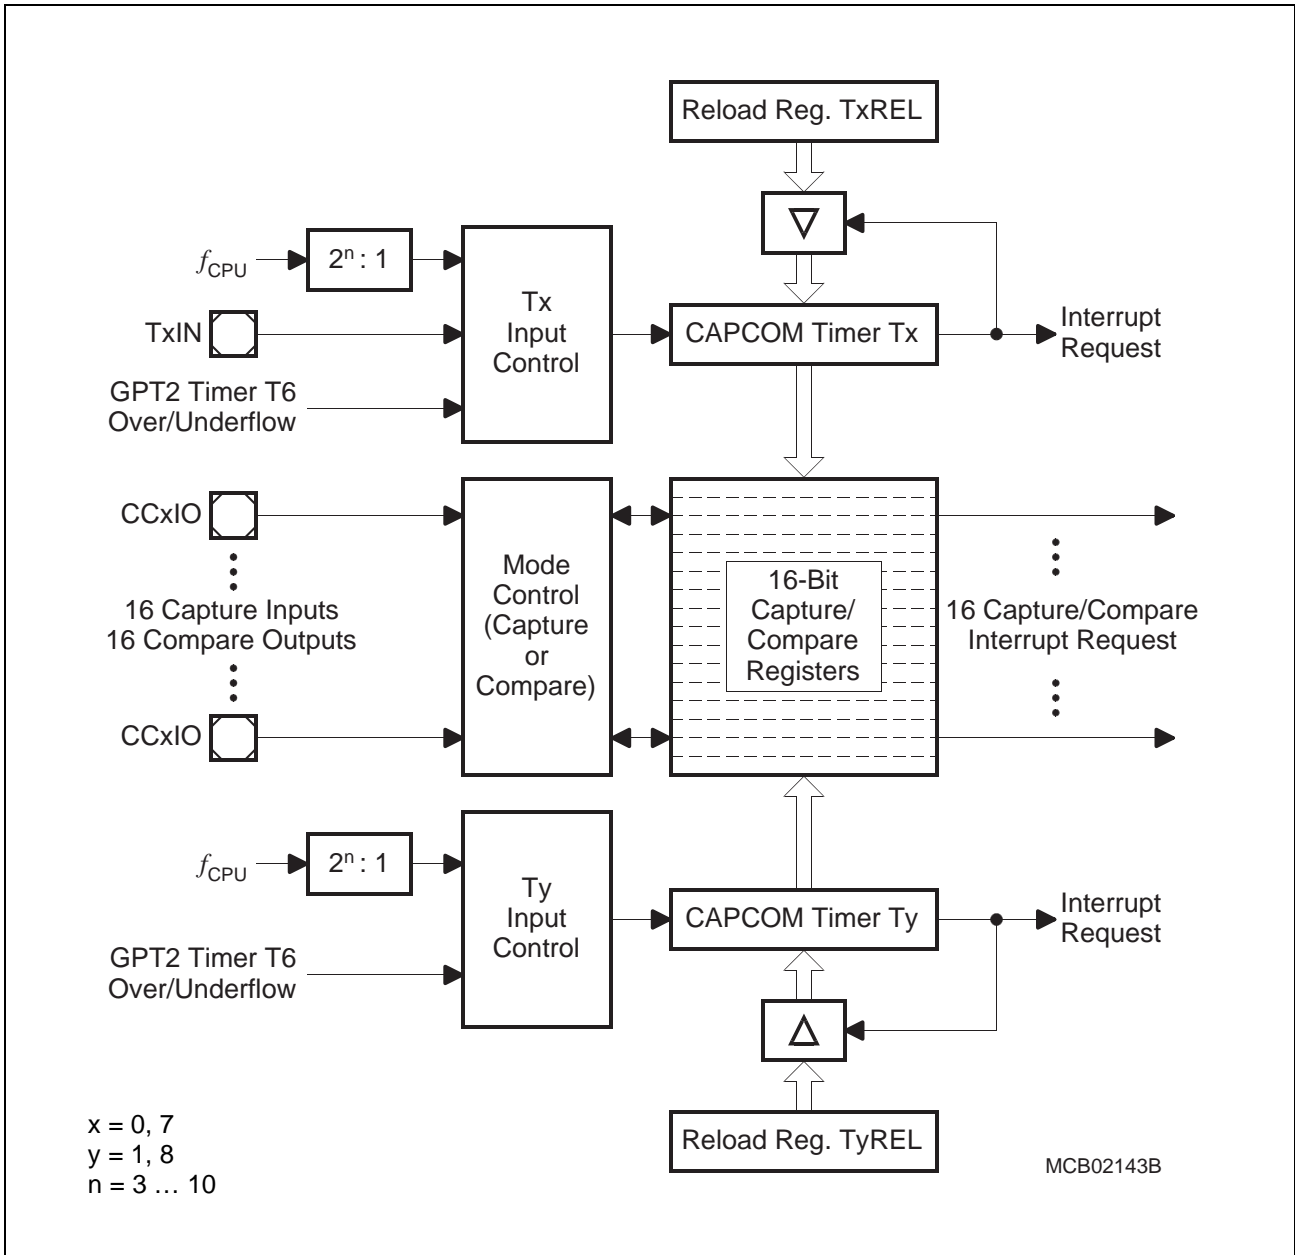 Reload Reg. TxREL
▽
fCPU
2ⁿ : 1
Tx
Input
Control
TxIN
CAPCOM Timer Tx
Interrupt
Request
GPT2 Timer T6
Over/Underflow
CCxIO
16 Capture Inputs
16 Compare Outputs
CCxIO
Mode
Control
(Capture
or
Compare)
16-Bit
Capture/
Compare
Registers
16 Capture/Compare
Interrupt Request
fCPU
2ⁿ : 1
Ty
Input
Control
CAPCOM Timer Ty
Interrupt
Request
GPT2 Timer T6
Over/Underflow
△
Reload Reg. TyREL
x = 0, 7
y = 1, 8
n = 3 … 10
MCB02143B